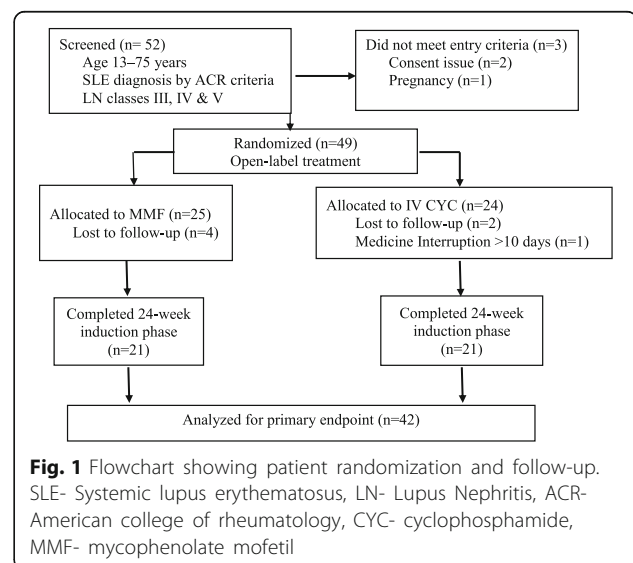 Screened (n= 52)
Age 13–75 years
SLE diagnosis by ACR criteria
LN classes III, IV & V
Did not meet entry criteria (n=3)
Consent issue (n=2)
Pregnancy (n=1)
Randomized (n=49)
Open-label treatment
Allocated to MMF (n=25)
Lost to follow-up (n=4)
Allocated to IV CYC (n=24)
Lost to follow-up (n=2)
Medicine Interruption >10 days (n=1)
Completed 24-week
induction phase
(n=21)
Completed 24-week
induction phase
(n=21)
Analyzed for primary endpoint (n=42)
Fig. 1 Flowchart showing patient randomization and follow-up.
SLE- Systemic lupus erythematosus, LN- Lupus Nephritis, ACR-
American college of rheumatology, CYC- cyclophosphamide,
MMF- mycophenolate mofetil